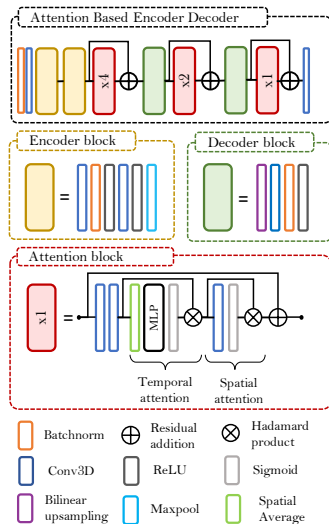 Attention Based Encoder Decoder
x4
x2
x1
Encoder block
=
Decoder block
=
Attention block
x1
=
MLP
Temporal
attention
Spatial
attention
Batchnorm
Residual
addition
Hadamard
product
Conv3D
ReLU
Sigmoid
Bilinear
upsampling
Maxpool
Spatial
Average